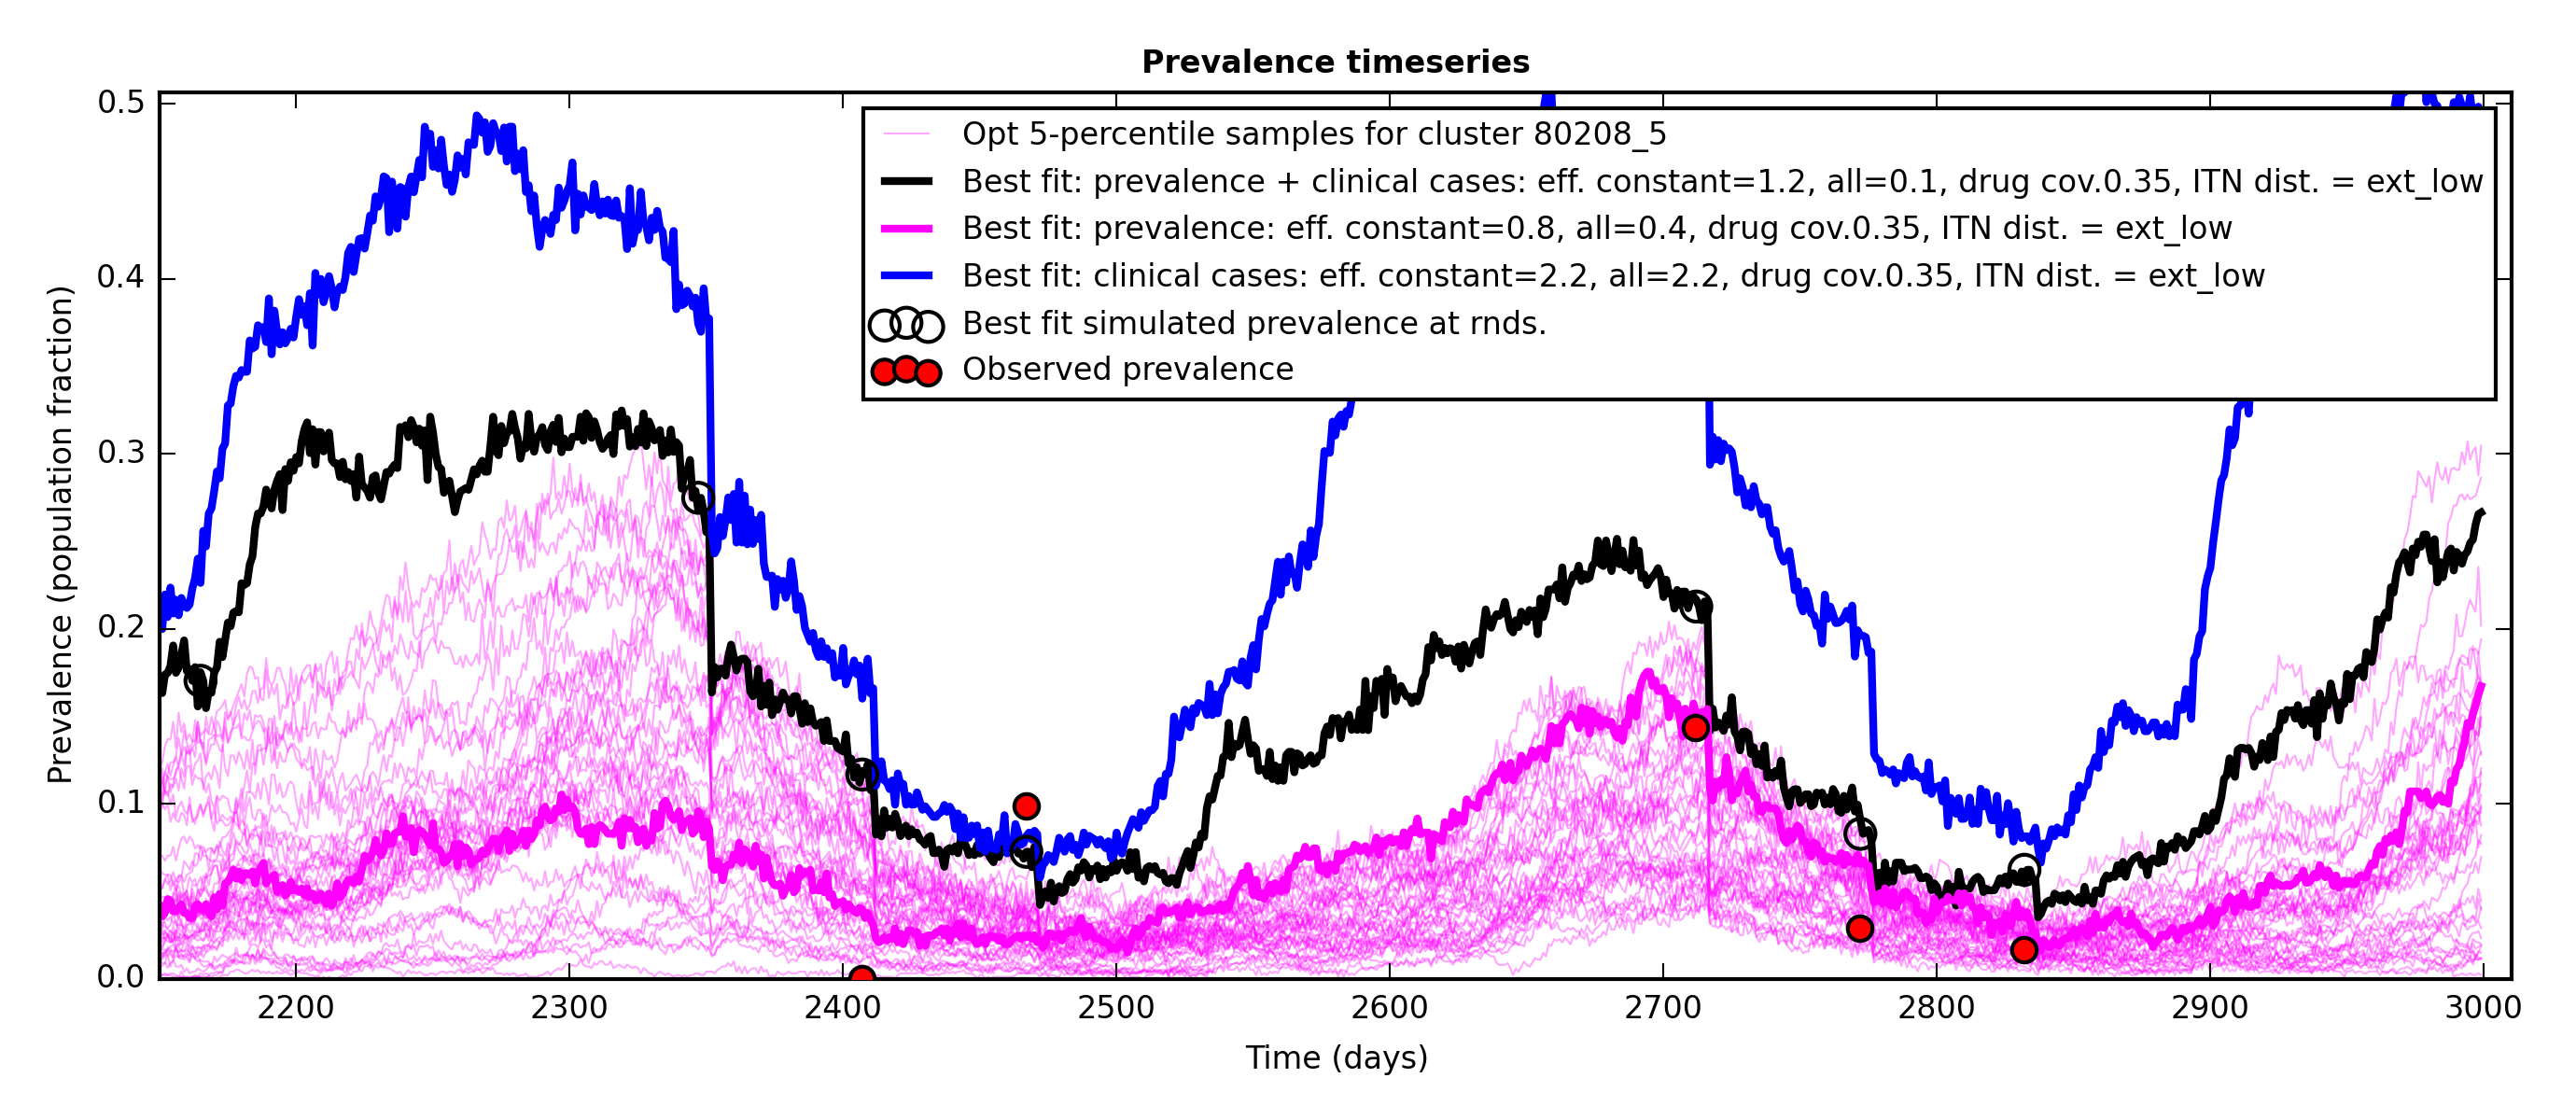 Prevalence timeseries
0.5
0.4
0.3
0.2
0.1
0.0
Prevalence (population fraction)
Opt 5-percentile samples for cluster 80208_5
Best fit: prevalence + clinical cases: eff. constant=1.2, all=0.1, drug cov.0.35, ITN dist. = ext_low
Best fit: prevalence: eff. constant=0.8, all=0.4, drug cov.0.35, ITN dist. = ext_low
Best fit: clinical cases: eff. constant=2.2, all=2.2, drug cov.0.35, ITN dist. = ext_low
Best fit simulated prevalence at rnds.
Observed prevalence
2200 2300 2400 2500 2600 2700 2800 2900 3000
Time (days)